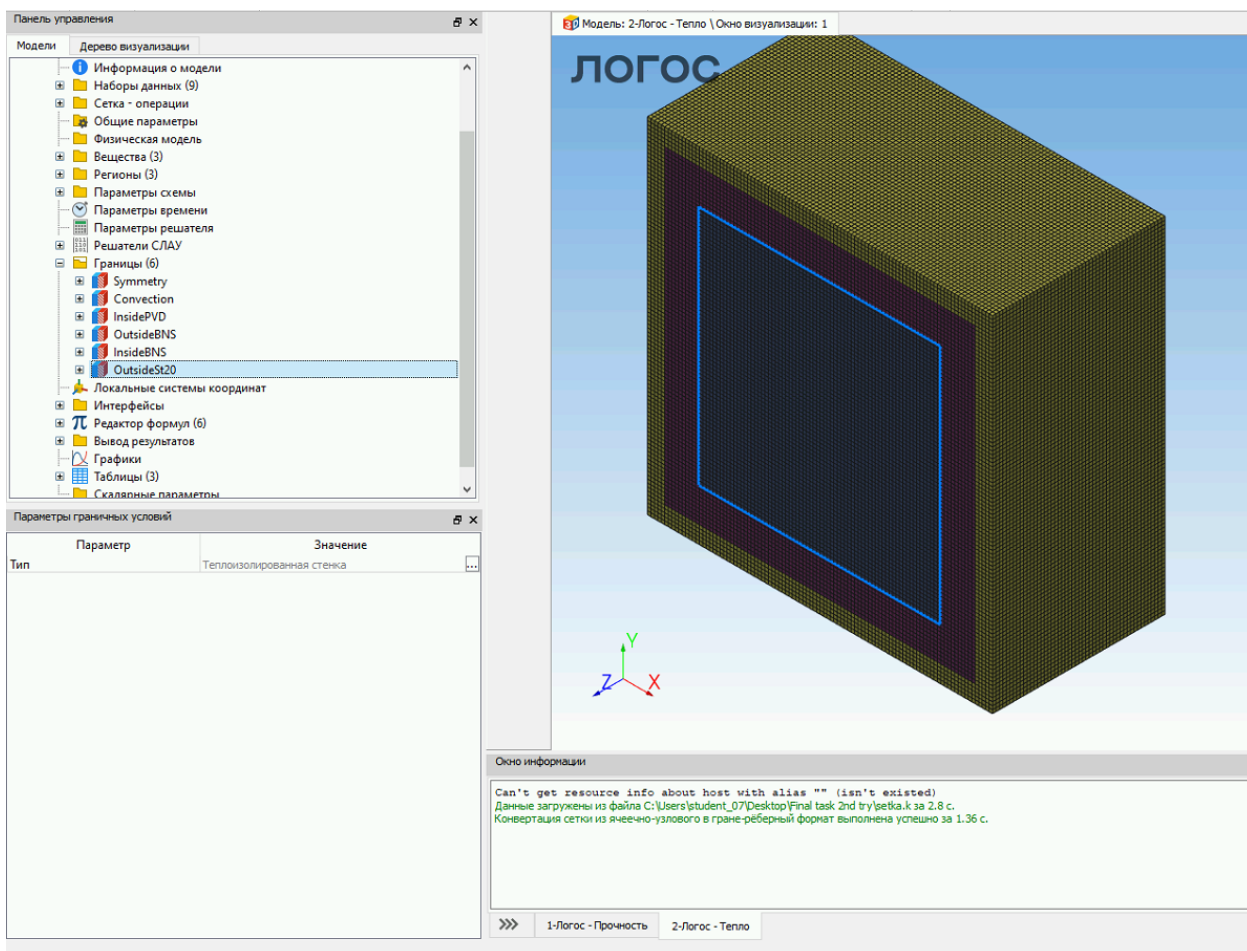 Панель управления
Модели
Дерево визуализации
Информация о модели
Наборы данных (9)
Сетка - операции
Общие параметры
Физическая модель
Вещества (3)
Регионы (3)
Параметры схемы
Параметры времени
Параметры решателя
Решатели СЛАУ
Границы (6)
Symmetry
Convection
InsidePVD
OutsideBNS
InsideBNS
OutsideSt20
Локальные системы координат
Интерфейсы
Редактор формул (6)
Вывод результатов
Графики
Таблицы (3)
Скалярные параметры
Параметры граничных условий
Параметр Значение
Тип Теплоизолированная стенка ...
Модель: 2-Логос - Тепло \ Окно визуализации: 1
ЛОГОС
Y
Z X
Окно информации
Can't get resource info about host with alias "" (isn't existed)
Данные загружены из файла C:\Users\student_07\Desktop\Final task 2nd try\setka.k за 2.8 с.
Конвертация сетки из ячеечно-узлового в гране-рёберный формат выполнена успешно за 1.36 с.
1-Логос - Прочность 2-Логос - Тепло